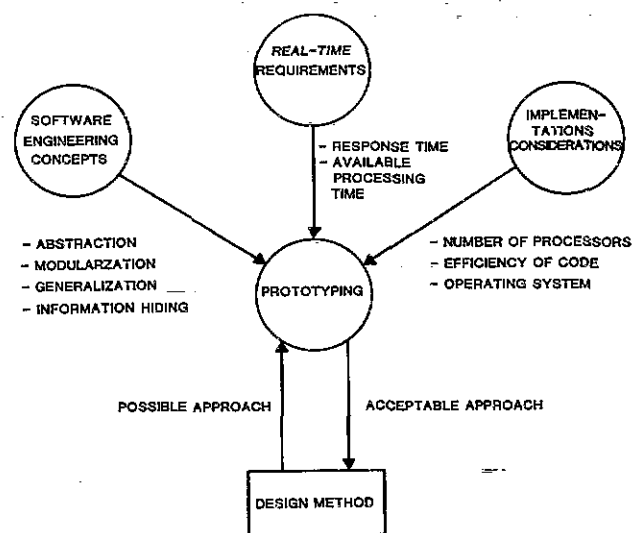 REAL-TIME
REQUIREMENTS
SOFTWARE
ENGINEERING
CONCEPTS
IMPLEMEN-
TATIONS
CONSIDERATIONS
- RESPONSE TIME
- AVAILABLE
PROCESSING
TIME
- ABSTRACTION
- MODULARZATION
- GENERALIZATION
- INFORMATION HIDING
- NUMBER OF PROCESSORS
- EFFICIENCY OF CODE
- OPERATING SYSTEM
PROTOTYPING
POSSIBLE APPROACH
ACCEPTABLE APPROACH
DESIGN METHOD